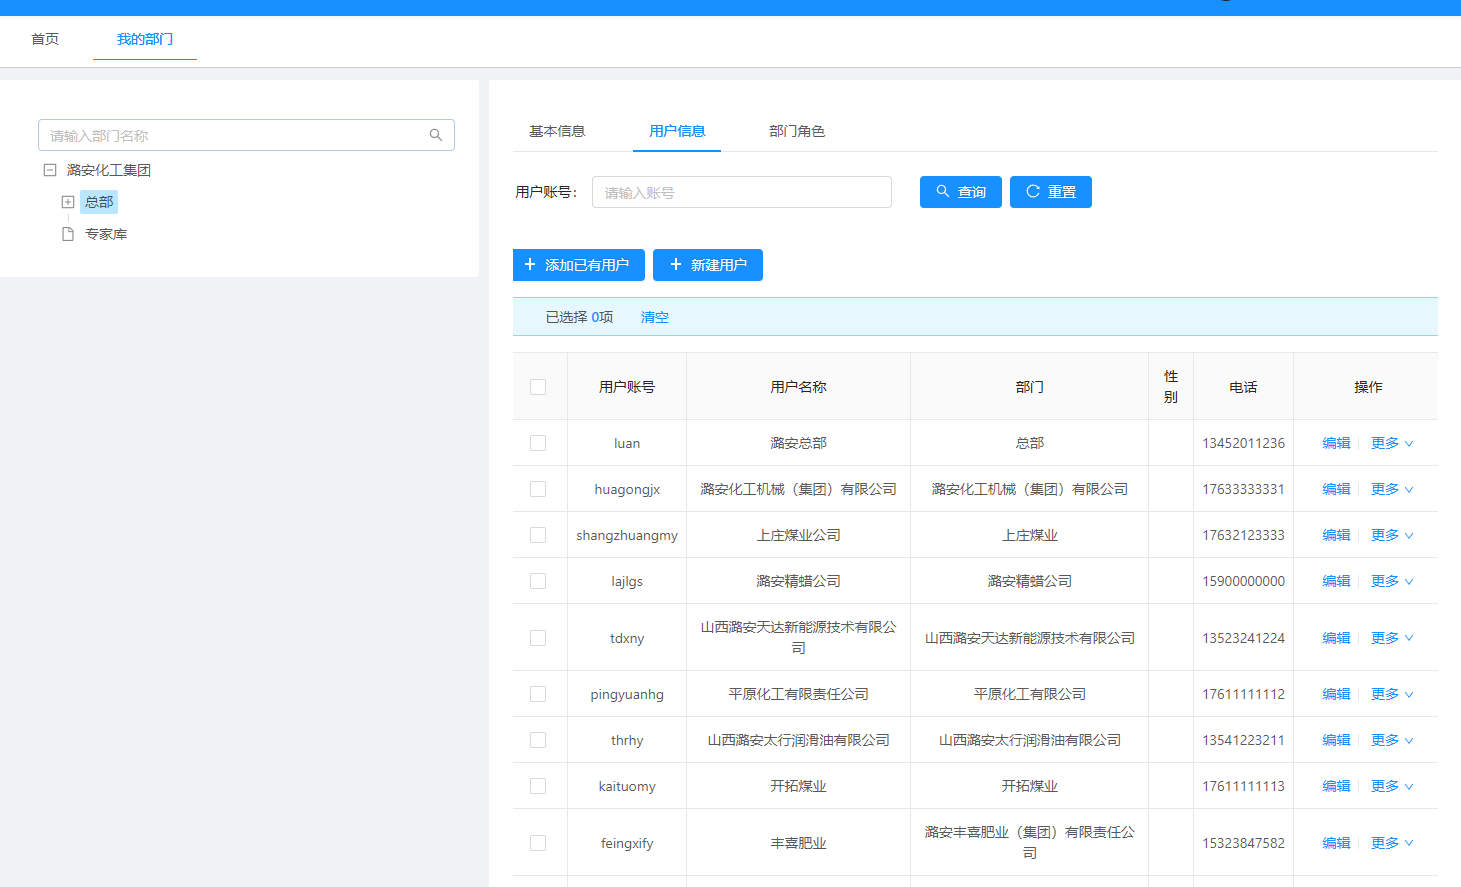 首页
我的部门
请输入部门名称
潞安化工集团
总部
专家库
基本信息
用户信息
部门角色
用户账号：
请输入账号
查询
重置
添加已有用户
新建用户
已选择 0项 清空
用户账号 用户名称 部门 性别 电话 操作
luan 潞安总部 总部 13452011236 编辑 更多
huagongjx 潞安化工机械（集团）有限公司 潞安化工机械（集团）有限公司 17633333331 编辑 更多
shangzhuangmy 上庄煤业公司 上庄煤业 17632123333 编辑 更多
lajlgs 潞安精蜡公司 潞安精蜡公司 15900000000 编辑 更多
tdxny 山西潞安天达新能源技术有限公司 山西潞安天达新能源技术有限公司 13523241224 编辑 更多
pingyuanhg 平原化工有限责任公司 平原化工有限公司 17611111112 编辑 更多
thrhy 山西潞安太行润滑油有限公司 山西潞安太行润滑油有限公司 13541223211 编辑 更多
kaituomy 开拓煤业 开拓煤业 17611111113 编辑 更多
feingxify 丰喜肥业 潞安丰喜肥业（集团）有限责任公司 15323847582 编辑 更多